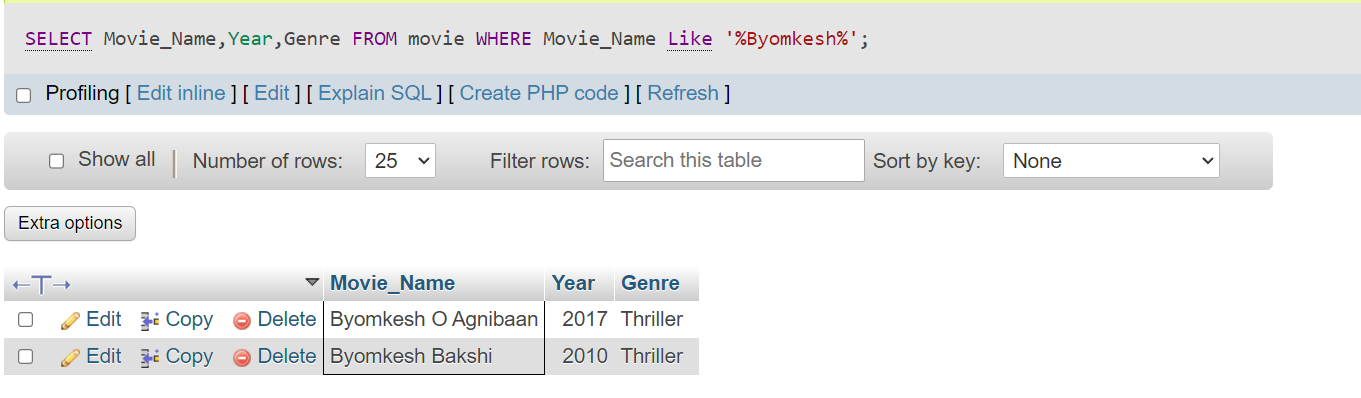 SELECT Movie_Name,Year,Genre FROM movie WHERE Movie_Name Like '%Byomkesh%';
Profiling [ Edit inline ] [ Edit ] [ Explain SQL ] [ Create PHP code ] [ Refresh ]
Show all Number of rows: 25 Filter rows: Search this table Sort by key: None
Extra options
←T→ Movie_Name Year Genre
Edit Copy Delete Byomkesh O Agnibaan 2017 Thriller
Edit Copy Delete Byomkesh Bakshi 2010 Thriller